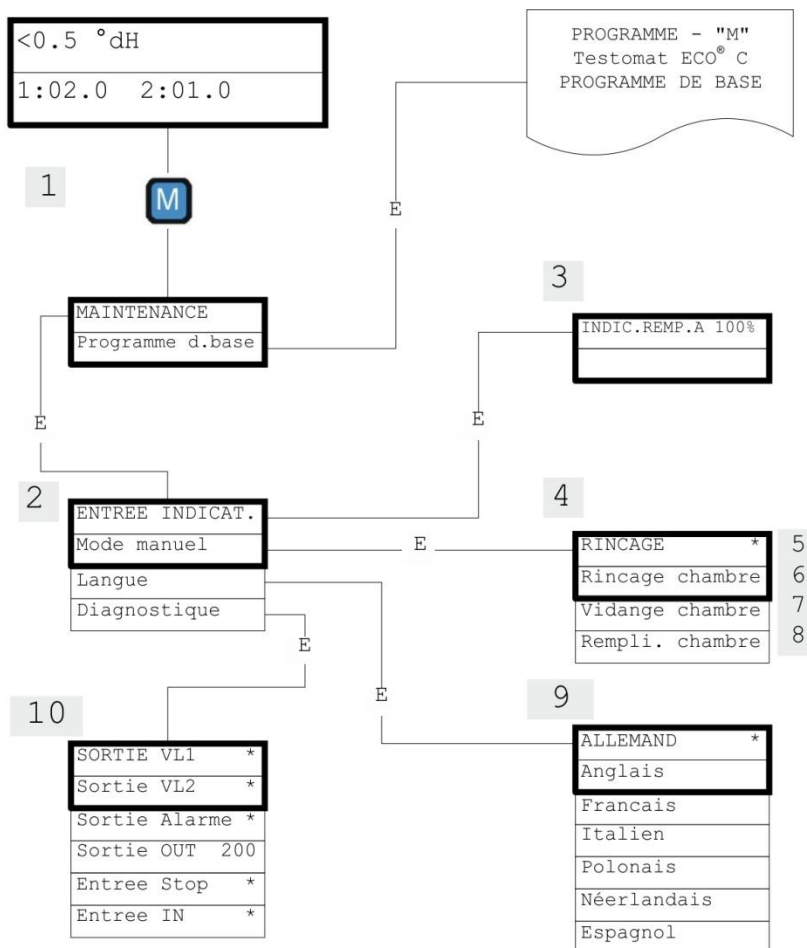 <0.5 °dH
1:02.0 2:01.0
PROGRAMME - "M"
Testomat ECO® C
PROGRAMME DE BASE
1
M
E
MAINTENANCE
Programme d.base
3
INDIC.REMP.A 100%
E
E
2
ENTREE INDICAT.
Mode manuel
Langue
Diagnostique
E
4
RINCAGE *
5
Rincage chambre
6
Vidange chambre
7
Rempli. chambre
8
E
E
10
SORTIE VL1 *
Sortie VL2 *
Sortie Alarme *
Sortie OUT 200
Entree Stop *
Entree IN *
9
ALLEMAND *
Anglais
Francais
Italien
Polonais
Néerlandais
Espagnol